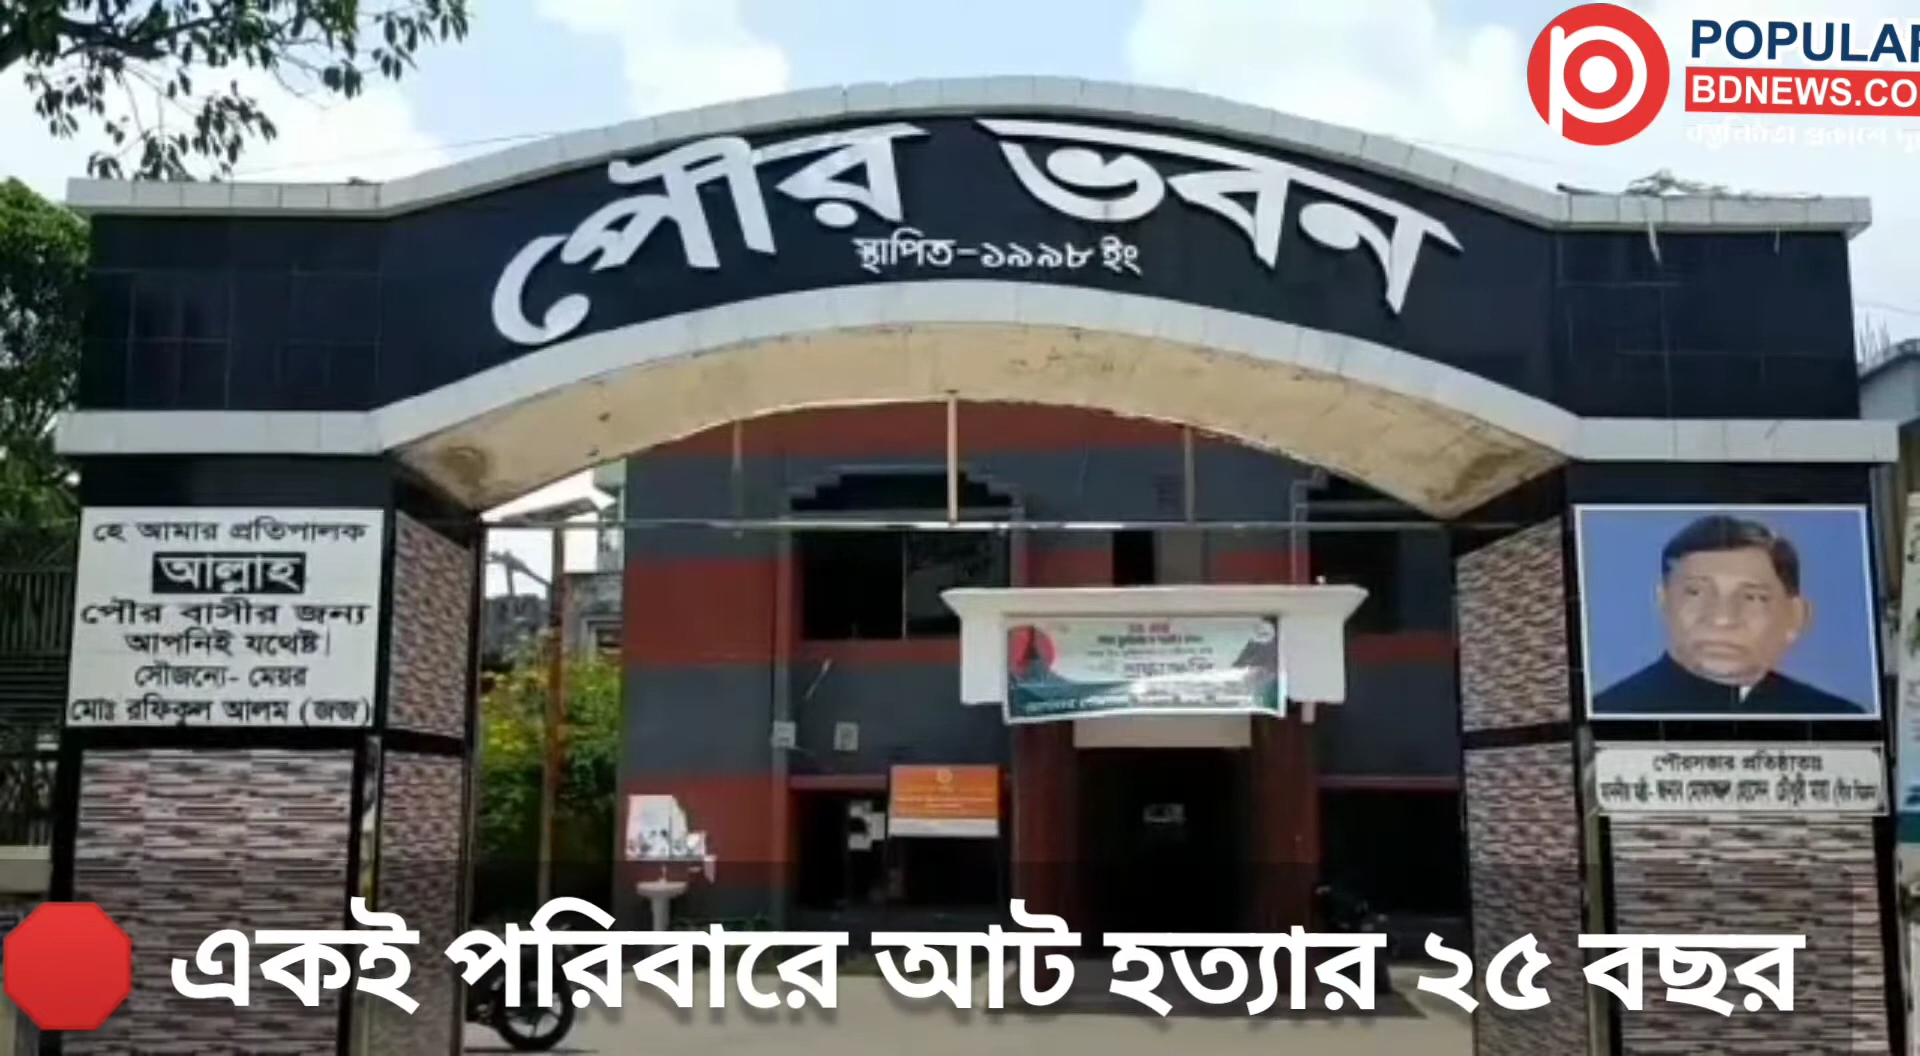 POPULAR
BDNEWS.CO
পৌর ভবন
স্থাপিত-১৯৯৮ ইং
হে আমার প্রতিপালক
আল্লাহ
পৌর বাসীর জন্য
আপনিই যথেষ্ট|
সৌজন্যে- মেয়র
মোঃ রফিকুল আলম (জজ)
পৌরসভার প্রতিষ্ঠাতাঃ
একই পরিবারে আট হত্যার ২৫ বছর